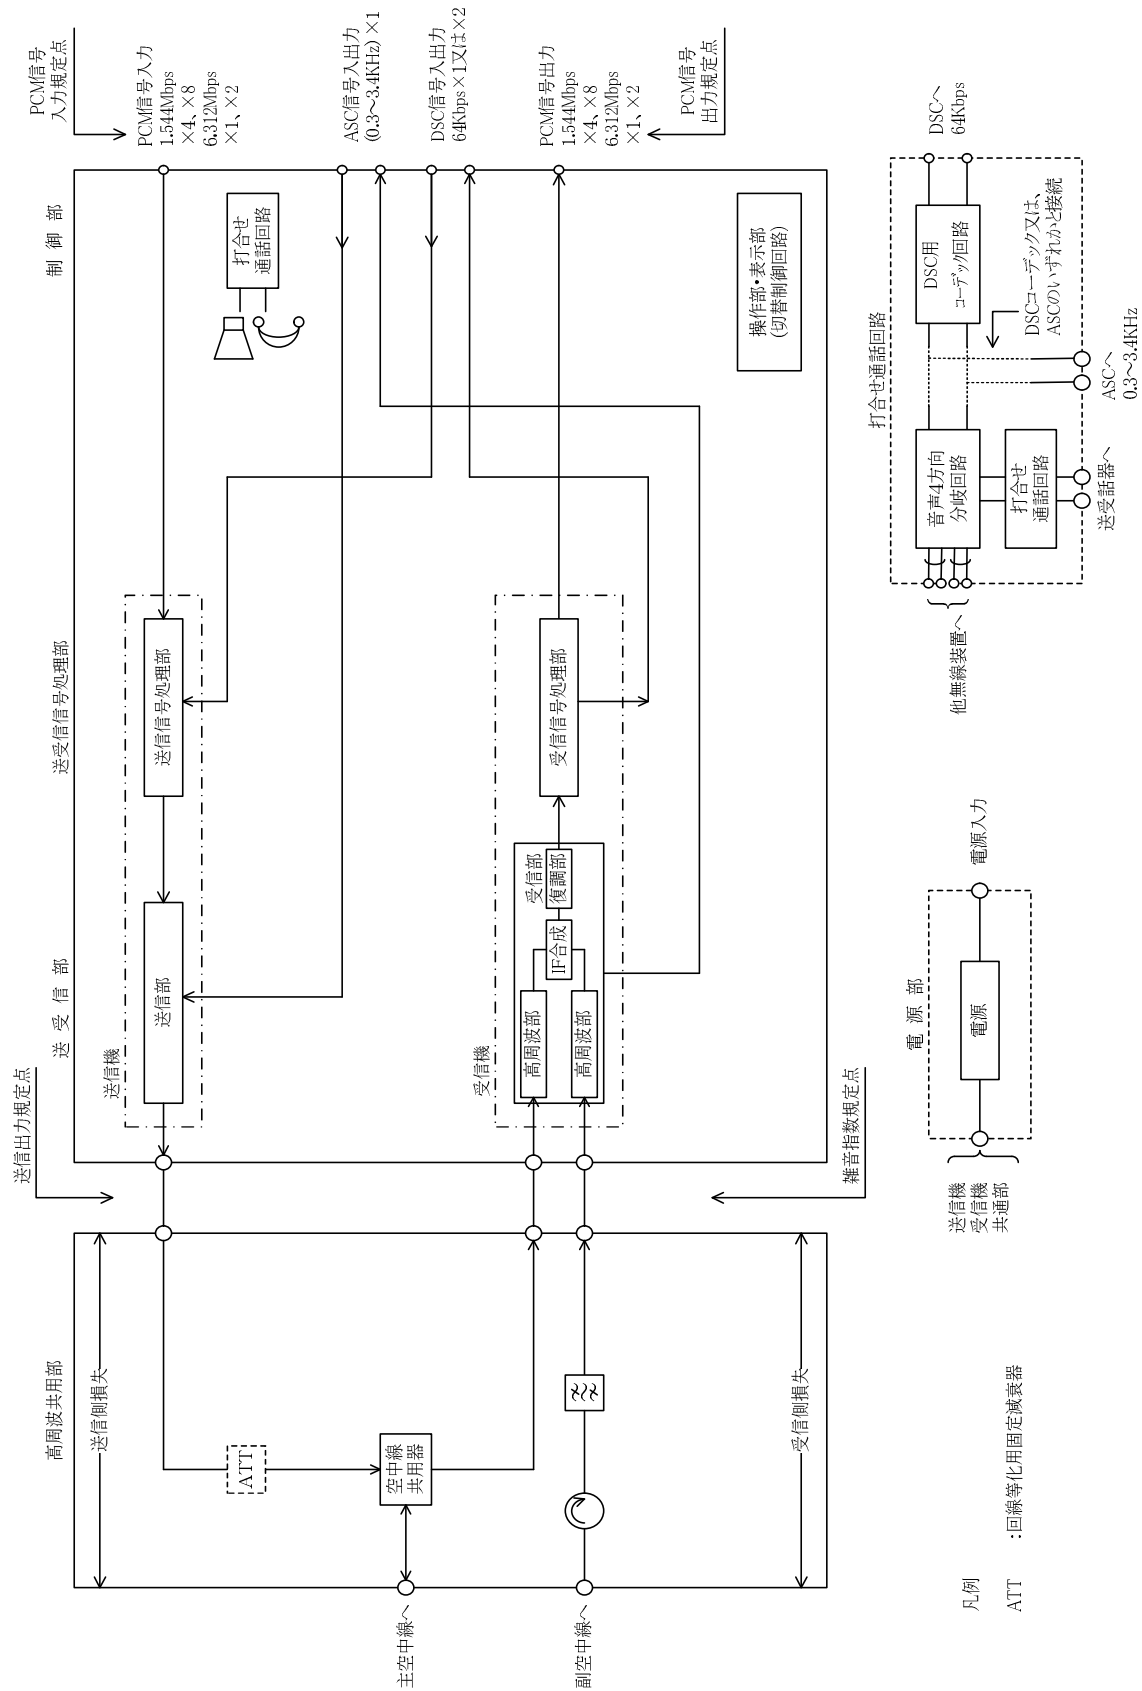 高周波共用部
送信側損失
ATT
空中線
共用器
主空中線へ
副空中線へ
受信側損失
送信出力規定点
雑音指数規定点
送 受 信 部
送受信信号処理部
制 御 部
送信機
送信部
送信信号処理部
受信機
高周波部
高周波部
IF合成
受信部
復調部
受信信号処理部
打合せ
通話回路
操作部・表示部
(切替制御回路)
PCM信号
入力規定点
PCM信号入力
1.544Mbps
×4、×8
6.312Mbps
×1、×2
ASC信号入出力
(0.3～3.4KHz)×1
DSC信号入出力
64Kbps×1又は×2
PCM信号出力
1.544Mbps
×4、×8
6.312Mbps
×1、×2
PCM信号
出力規定点
凡例
ATT
：回線等化用固定減衰器
電 源 部
電源
電源入力
送信機
受信機
共通部
打合せ通話回路
他無線装置へ
音声4方向
分岐回路
打合せ
通話回路
送受話器へ
DSC用
コーデック回路
DSCコーデック又は、
ASCのいずれかと接続
ASCへ
0.3～3.4KHz
DSCへ
64Kbps